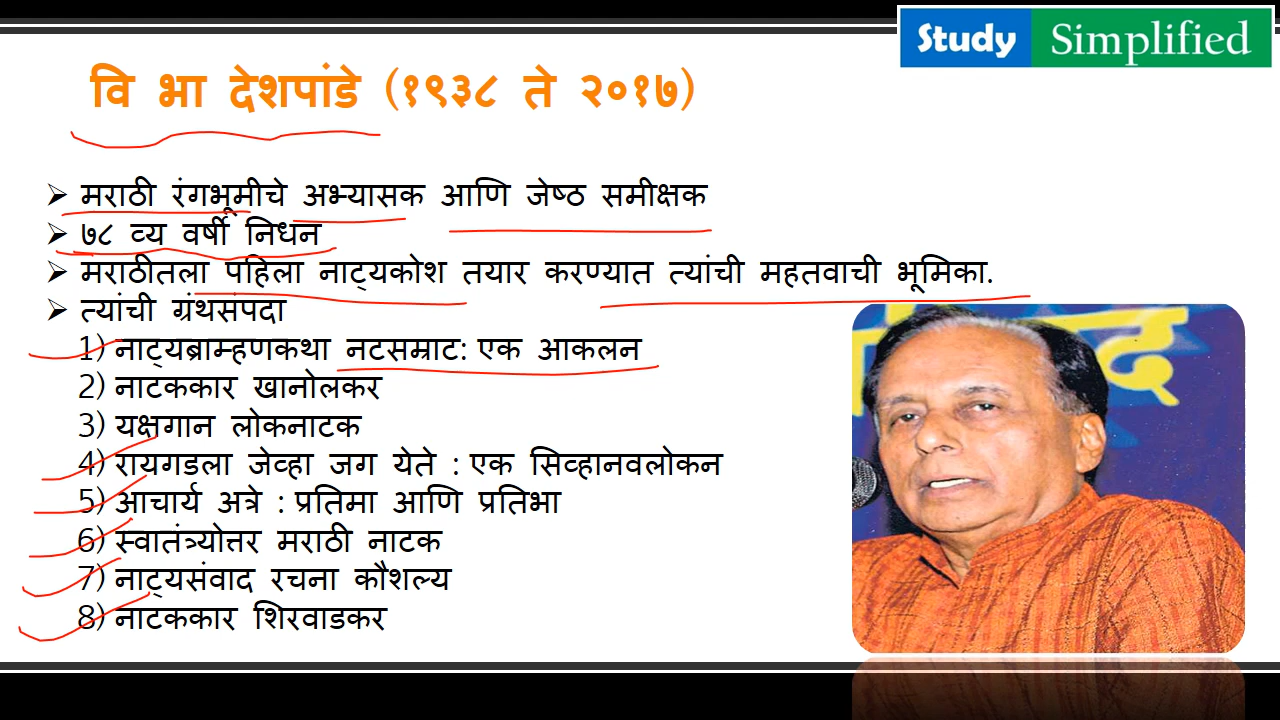 Study Simplified
वि भा देशपांडे (१९३८ ते २०१७)
➢ मराठी रंगभूमीचे अभ्यासक आणि जेष्ठ समीक्षक
➢ ७८ व्य वर्षी निधन
➢ मराठीतला पहिला नाट्यकोश तयार करण्यात त्यांची महतवाची भूमिका.
➢ त्यांची ग्रंथसंपदा
1) नाट्यब्राम्हणकथा नटसम्राट: एक आकलन
2) नाटककार खानोलकर
3) यक्षगान लोकनाटक
4) रायगडला जेव्हा जग येते : एक सिव्हानवलोकन
5) आचार्य अत्रे : प्रतिमा आणि प्रतिभा
6) स्वातंत्र्योत्तर मराठी नाटक
7) नाट्यसंवाद रचना कौशल्य
8) नाटककार शिरवाडकर